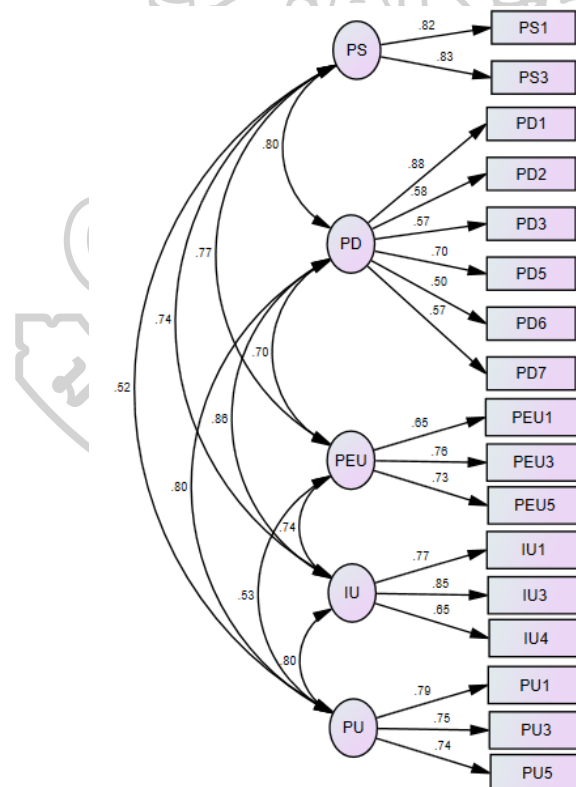 .82
PS1
PS
.83
PS3
PD1
.80
.88
PD2
.58
.57
PD3
PD
.70
.77
PD5
.50
PD6
.57
.74
.70
PD7
.52
.86
PEU1
.65
PEU
.76
PEU3
.73
.80
PEU5
.74
IU1
.77
IU
.85
IU3
.53
.65
IU4
.80
PU1
.79
PU
.75
PU3
.74
PU5